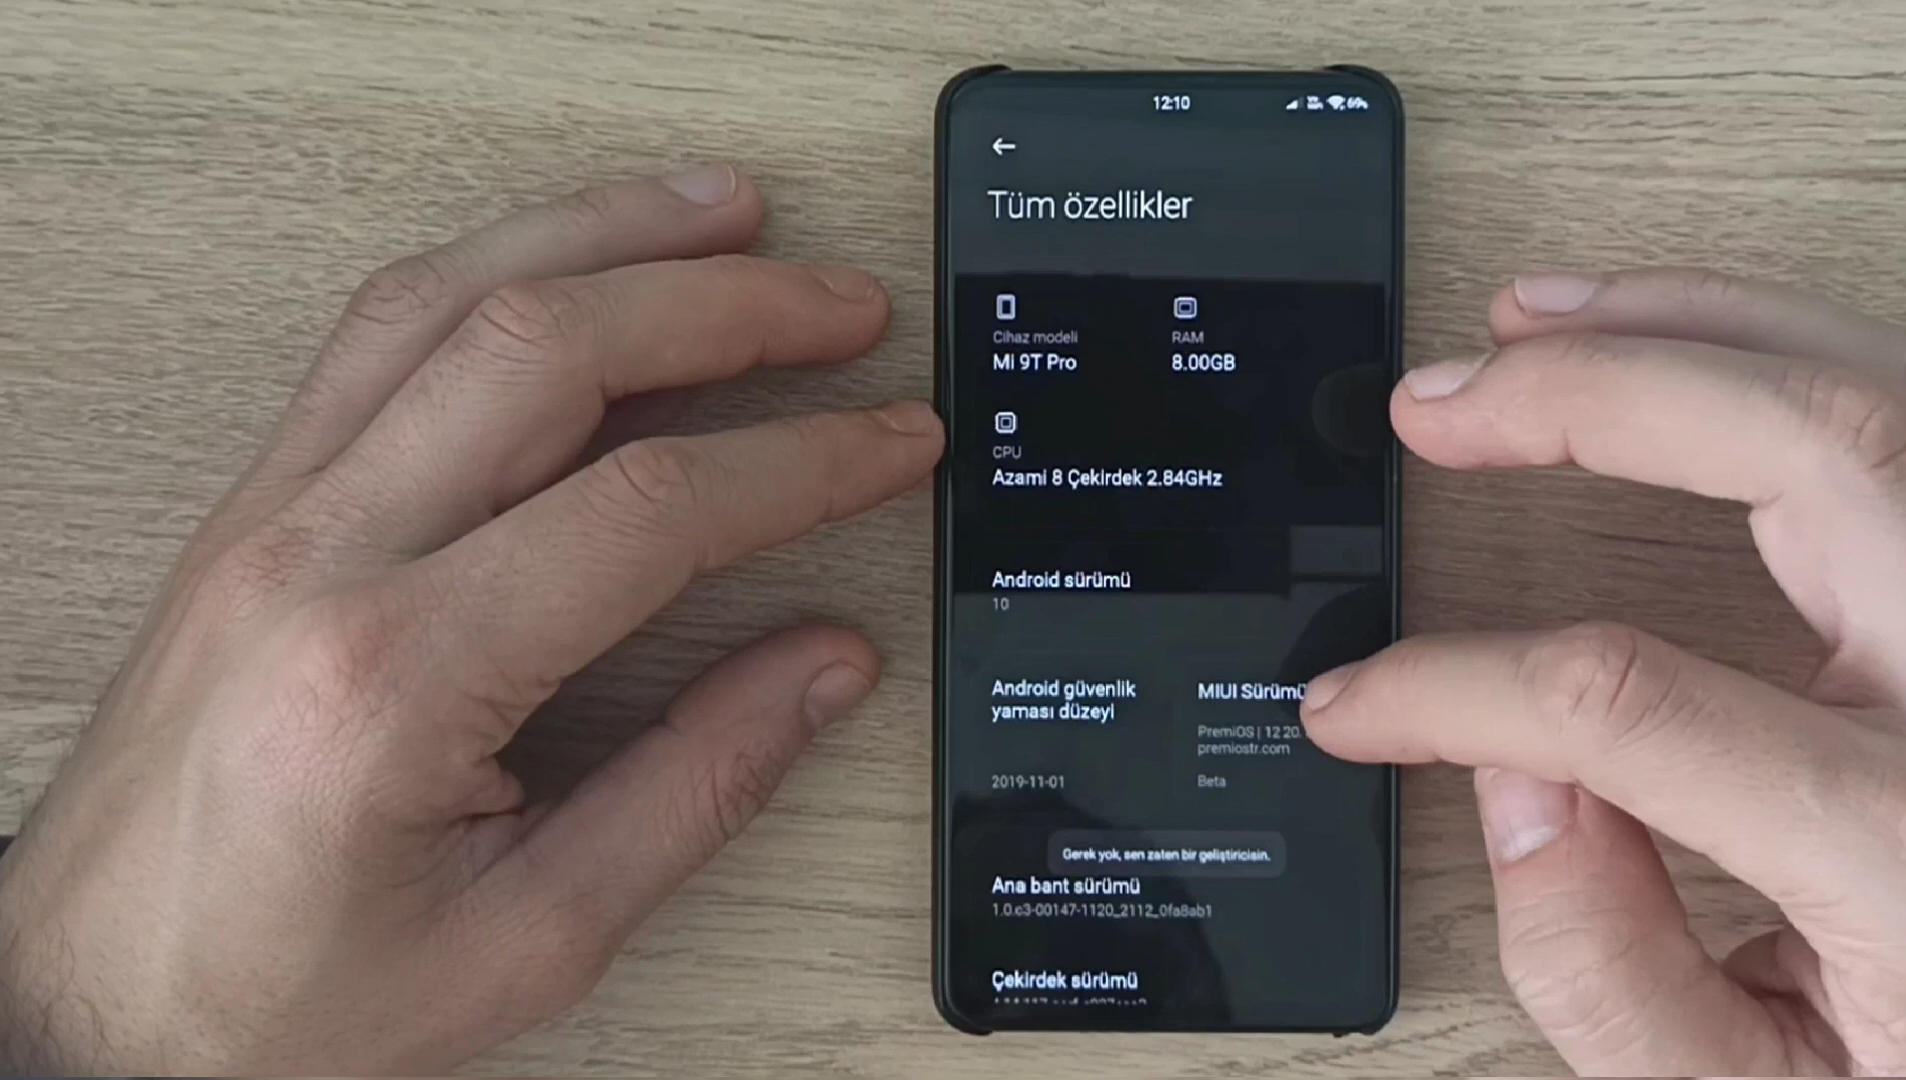 12:10
Tüm özellikler
Cihaz modeli
Mi 9T Pro
RAM
8.00GB
CPU
Azami 8 Çekirdek 2.84GHz
Android sürümü
10
Android güvenlik
yaması düzeyi
2019-11-01
MIUI Sürümü
PremiOS | 12 20.
premiostr.com
Beta
Gerek yok, sen zaten bir geliştiricisin.
Ana bant sürümü
1.0.c3-00147-1120_2112_0fa8ab1
Çekirdek sürümü